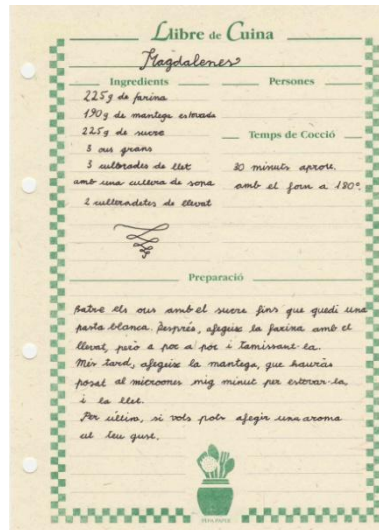 Llibre de Cuina
Magdalenes
Ingredients
Persones
225 g de farina
190 g de mantega estovada
225 g de sucre
3 ous grans
3 cullerades de llet
amb una cullera de sopa
2 culleradetes de llevat
Temps de Cocció
30 minuts aprox.
amb el forn a 180°.
Preparació
Batre els ous amb el sucre fins que quedi una
pasta blanca. Després, afegeix la farina amb el
llevat, però a poc a poc i tamissant-la.
Més tard, afegeix la mantega, que hauràs
posat al microones mig minut per estovar-la,
i la llet.
Per últim, si vols pots afegir una aroma
al teu gust.